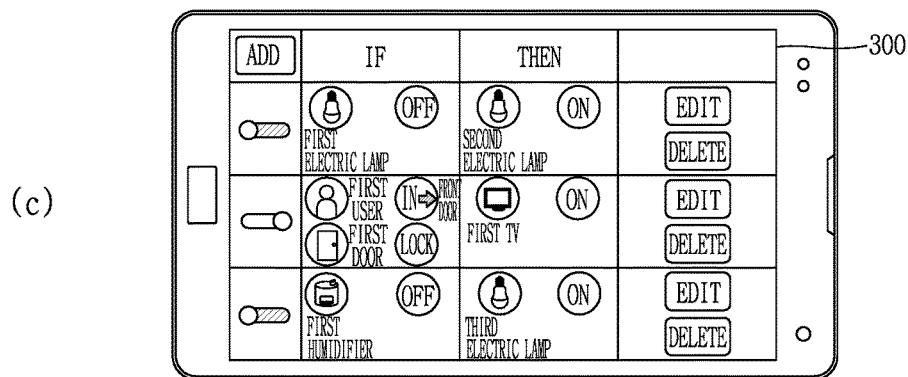 (c)
300
ADD IF THEN
OFF ON EDIT
FIRST
ELECTRIC LAMP
SECOND
ELECTRIC LAMP
DELETE
FIRST
USER
IN
FRONT
DOOR
ON EDIT
FIRST
DOOR
LOCK
FIRST TV
DELETE
OFF ON EDIT
FIRST
HUMIDIFIER
THIRD
ELECTRIC LAMP
DELETE